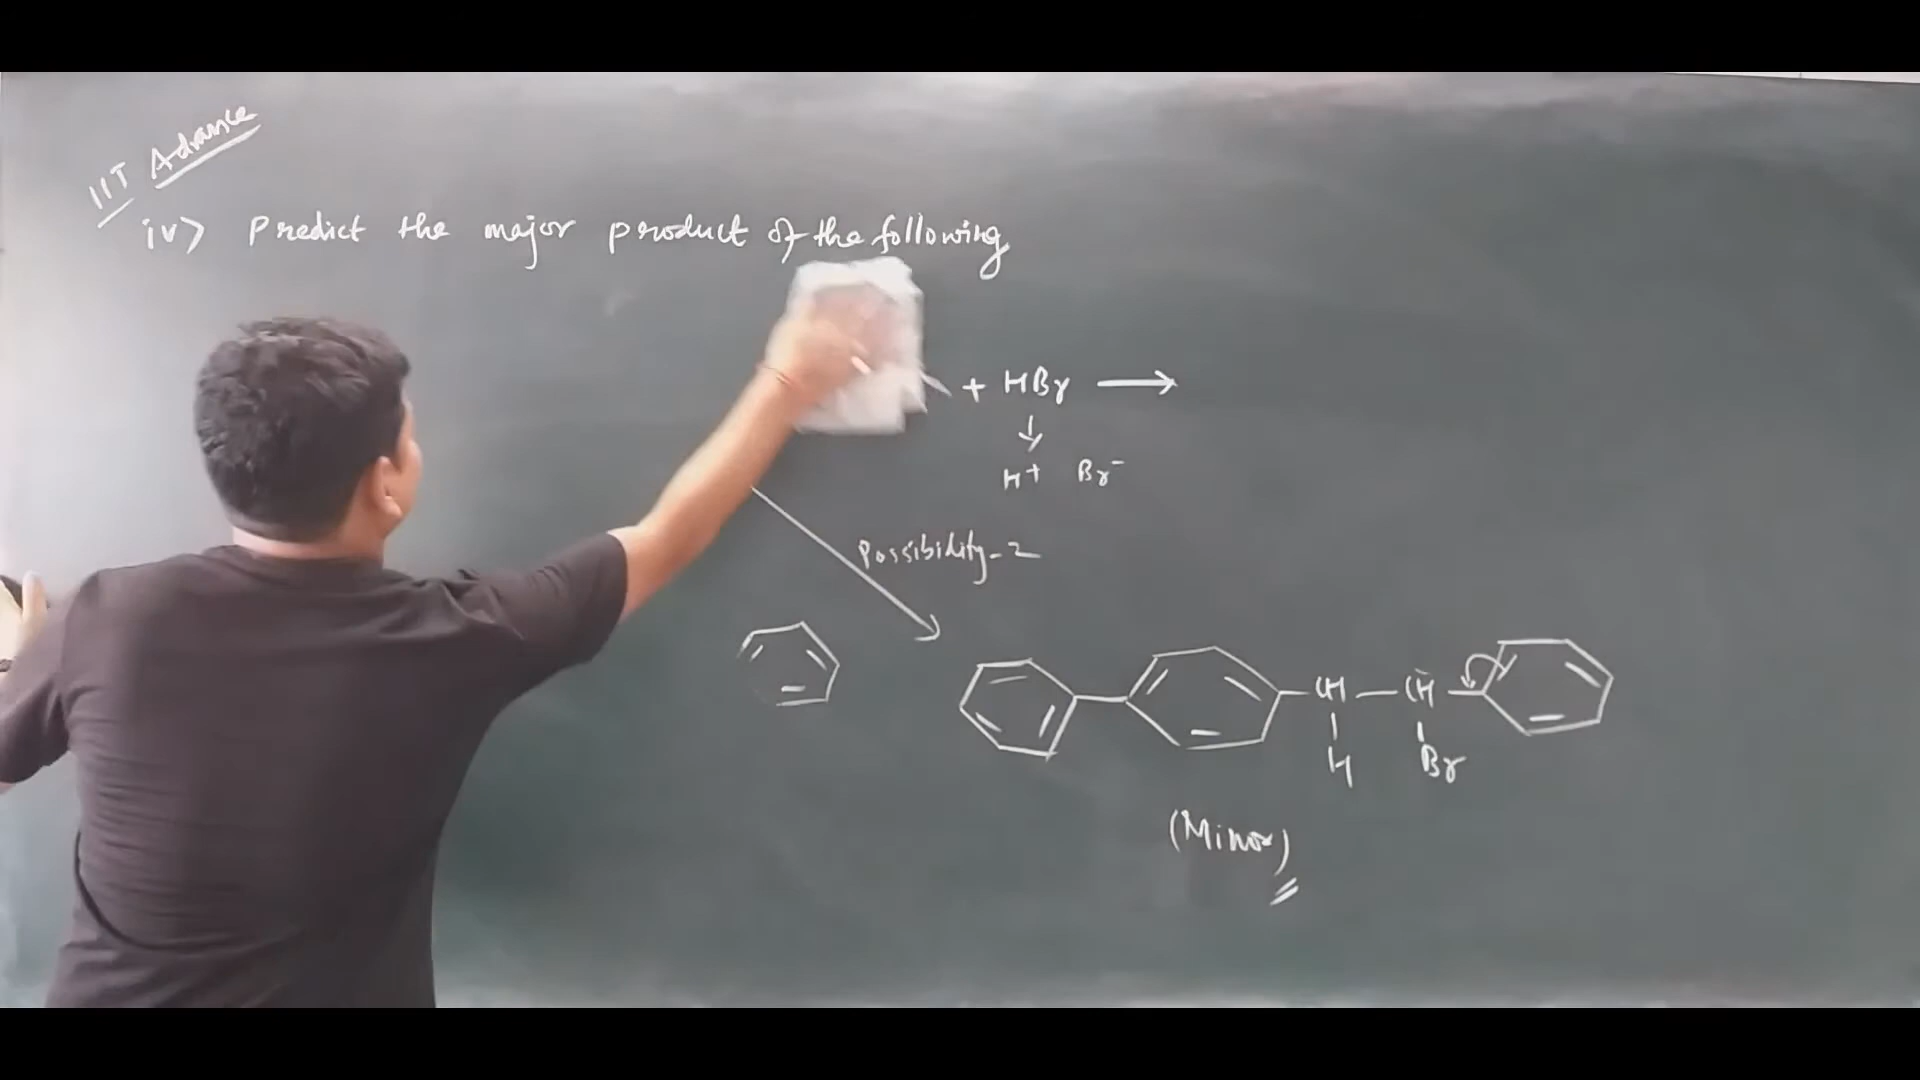 IIT Advance
iv> Predict the major product of the following
+ HBr →
↓
H+ Br-
Possibility-2
CH — CH
H Br
(Minor)